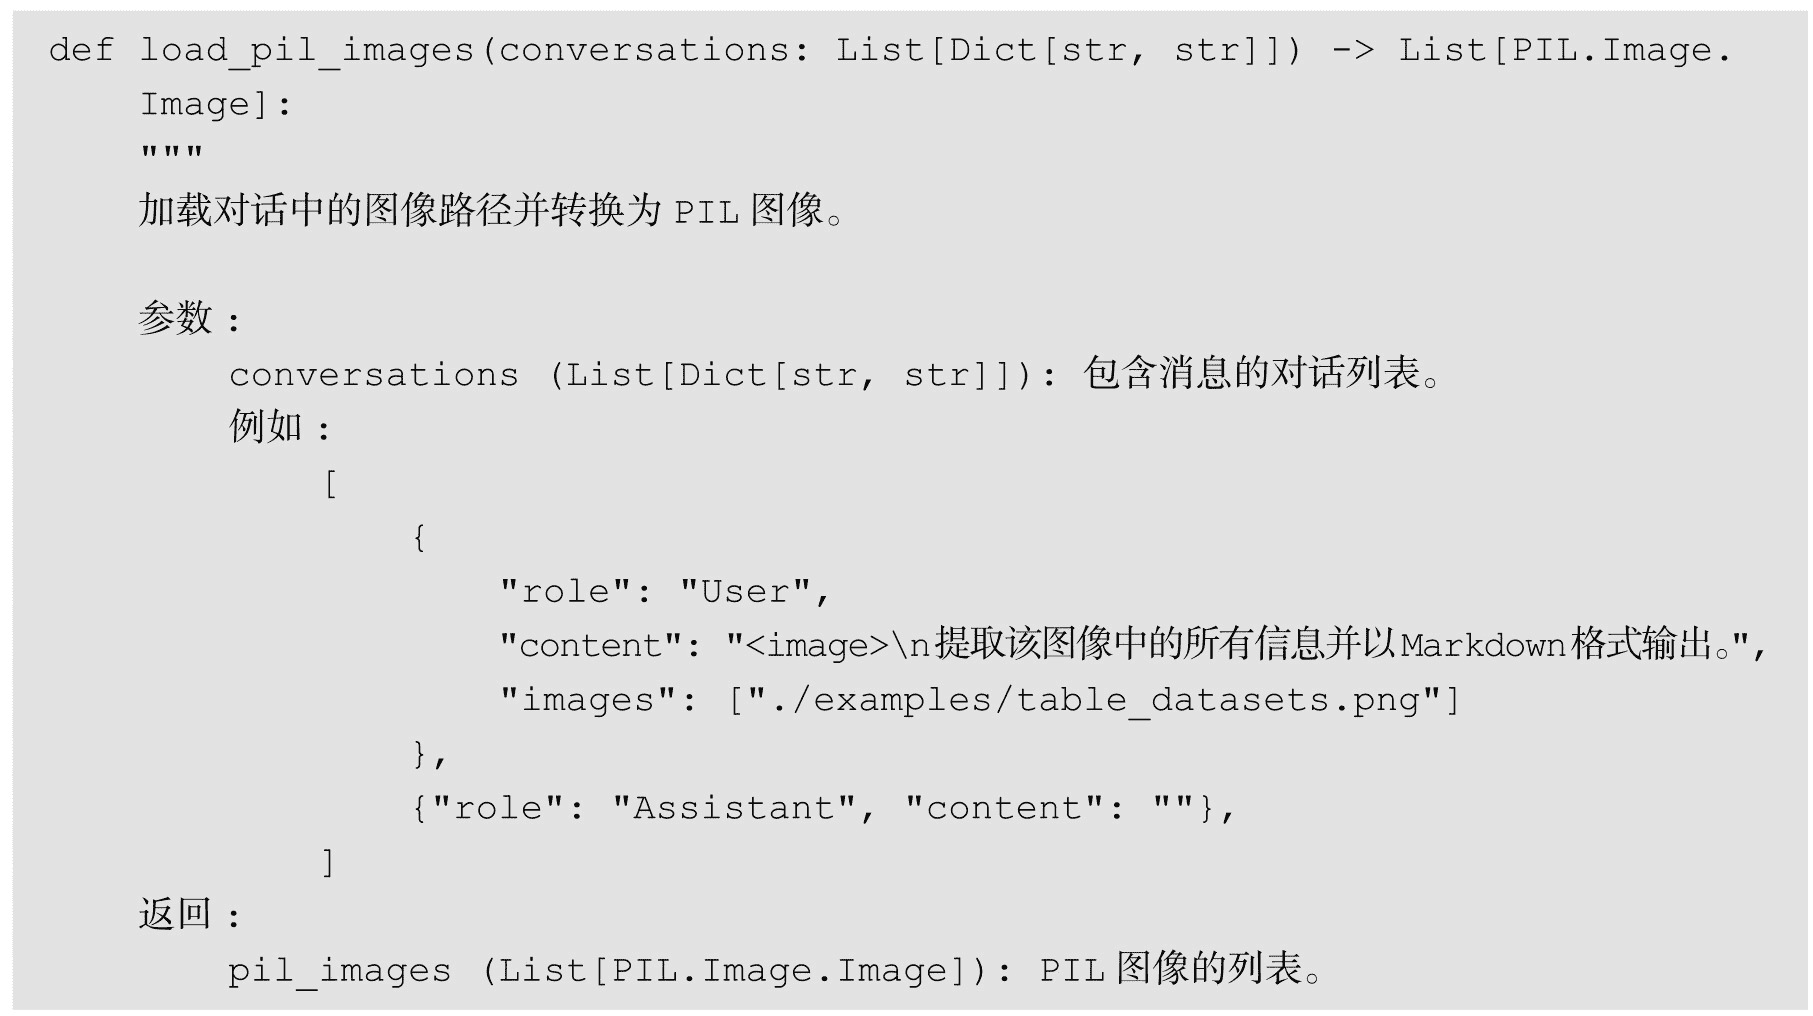 def load_pil_images(conversations: List[Dict[str, str]]) -> List[PIL.Image.
    Image]:
    """
    加载对话中的图像路径并转换为 PIL 图像。

    参数：
        conversations (List[Dict[str, str]]): 包含消息的对话列表。
        例如：
            [
                {
                    "role": "User",
                    "content": "<image>\n提取该图像中的所有信息并以Markdown格式输出。",
                    "images": ["./examples/table_datasets.png"]
                },
                {"role": "Assistant", "content": ""},
            ]
    返回：
        pil_images (List[PIL.Image.Image]): PIL 图像的列表。